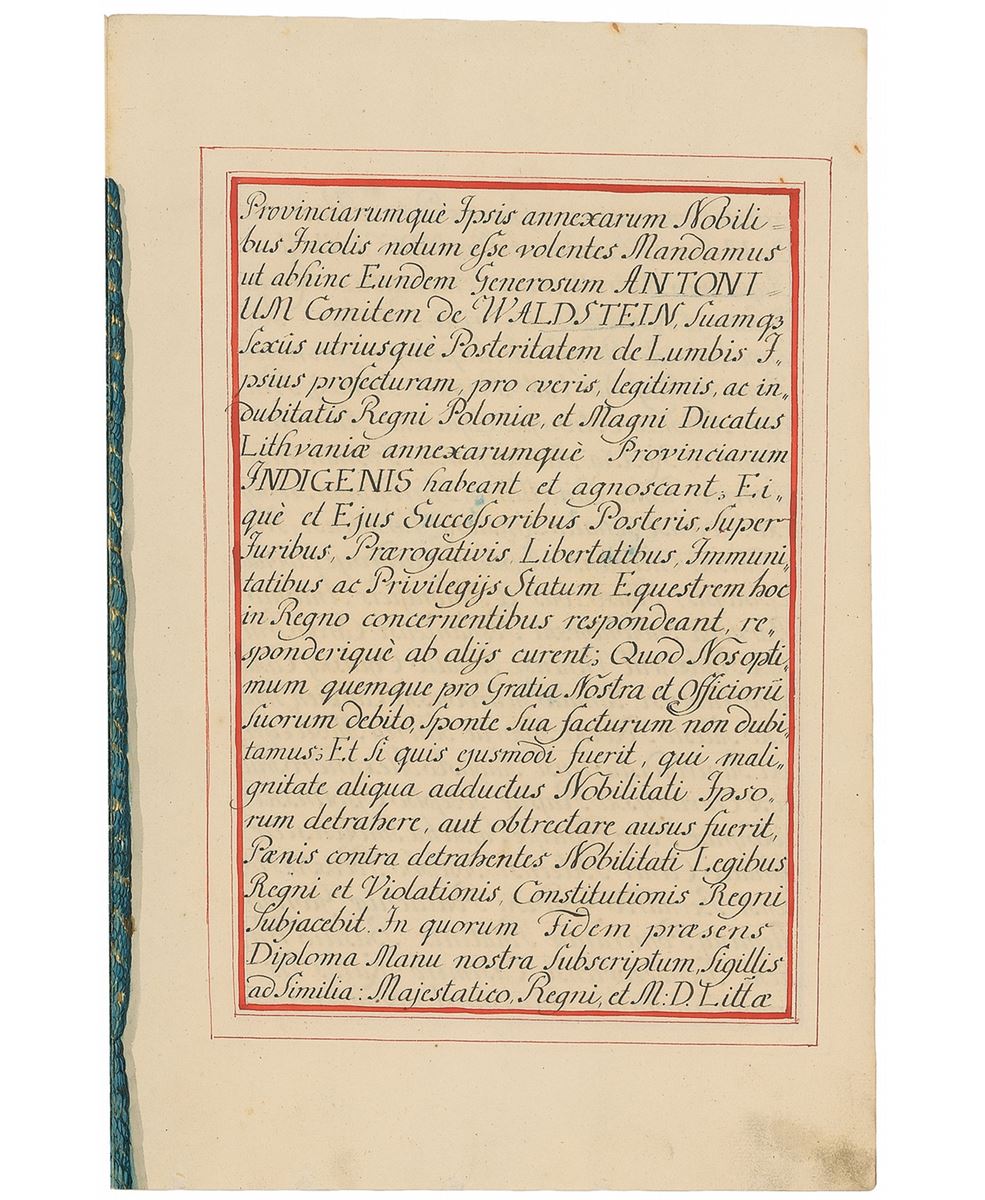 Provinciarumquè Ipsis annexarum Nobili=
bus Incolis notum eſse volentes Mandamus
ut abhinc Eundem Generosum ANTONI=
UM Comitem de WALDSTEIN, Suamqꝫ
Sexûs utriusquè Posteritatem de Lumbis I„
psius profecturam, pro veris, legitimis, ac in„
dubitatis Regni Poloniæ, et Magni Ducatus
Lithvaniæ annexarumquè Provinciarum
INDIGENIS habeant et agnoscant; Ei„
què et Ejus Succeſsoribus Posteris, Super
Juribus, Prærogativis, Libertatibus, Immuni„
tatibus ac Privilegijs Statum Equestrem hoc
in Regno concernentibus respondeant, re„
sponderiquè ab alijs curent; Quod Nos opti„
mum quemque pro Gratia Nostra et Officiorū
Suorum debito, sponte Sua facturum non dubi„
tamus; Et Si quis ejusmodi fuerit, qui mali„
gnitate aliqua adductus Nobilitati Ipso„
rum detrahere, aut obtrectare ausus fuerit,
Pœnis contra detrahentes Nobilitati Legibus
Regni et Violationis, Constitutionis Regni
Subjacebit. In quorum Fidem præsens
Diploma Manu nostra Subscriptum, Sigillis
ad Similia: Majestatico, Regni, et M: D. Litt̃æ